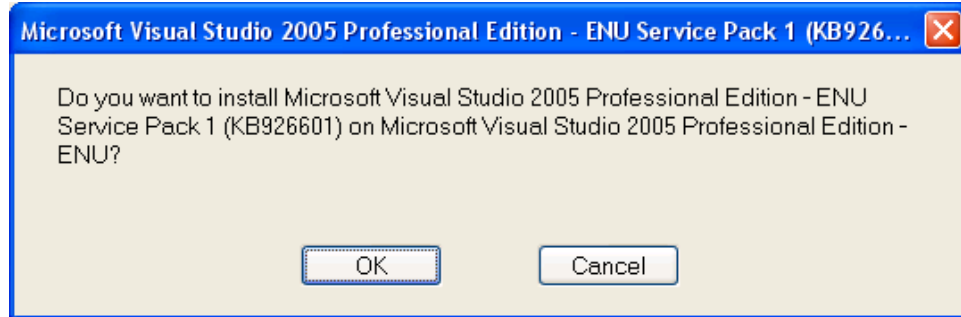 Microsoft Visual Studio 2005 Professional Edition - ENU Service Pack 1 (KB926...
Do you want to install Microsoft Visual Studio 2005 Professional Edition - ENU
Service Pack 1 (KB926601) on Microsoft Visual Studio 2005 Professional Edition -
ENU?
OK
Cancel